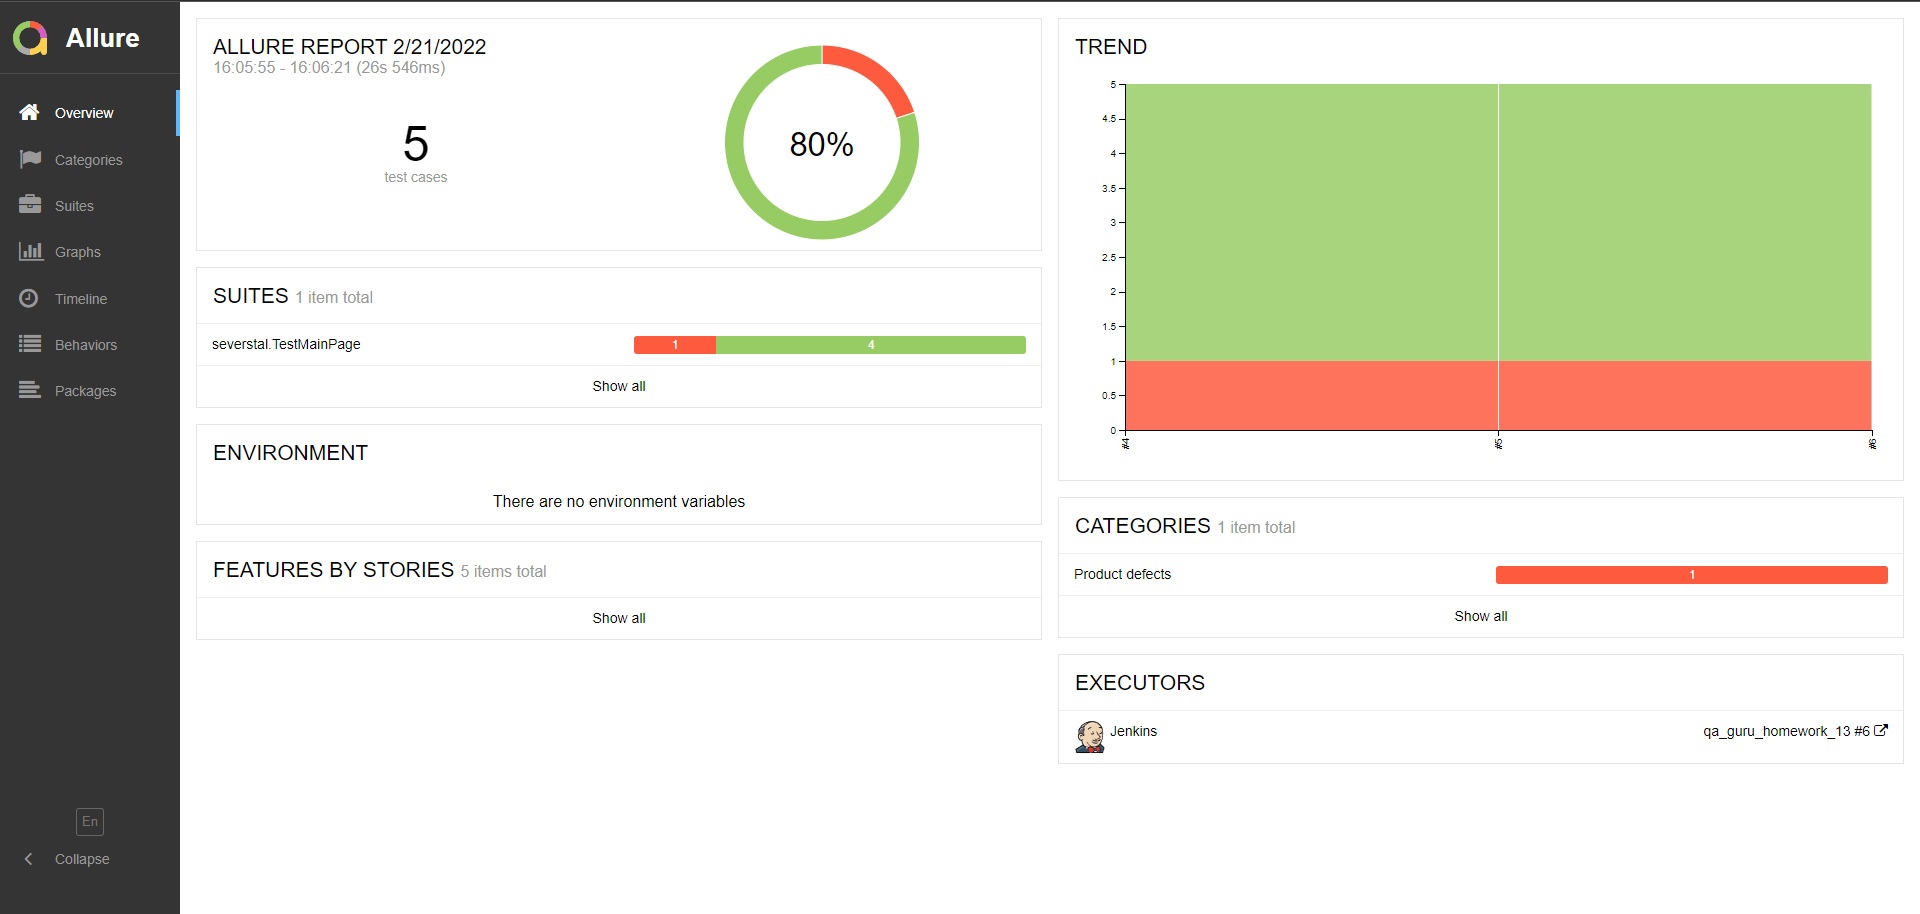 Allure
Overview
Categories
Suites
Graphs
Timeline
Behaviors
Packages
En
Collapse
ALLURE REPORT 2/21/2022
16:05:55 - 16:06:21 (26s 546ms)
5
test cases
80%
SUITES 1 item total
severstal.TestMainPage
1 4
Show all
ENVIRONMENT
There are no environment variables
FEATURES BY STORIES 5 items total
Show all
TREND
5
4.5
4
3.5
3
2.5
2
1.5
1
0.5
0
#4 #5 #6
CATEGORIES 1 item total
Product defects 1
Show all
EXECUTORS
Jenkins qa_guru_homework_13 #6